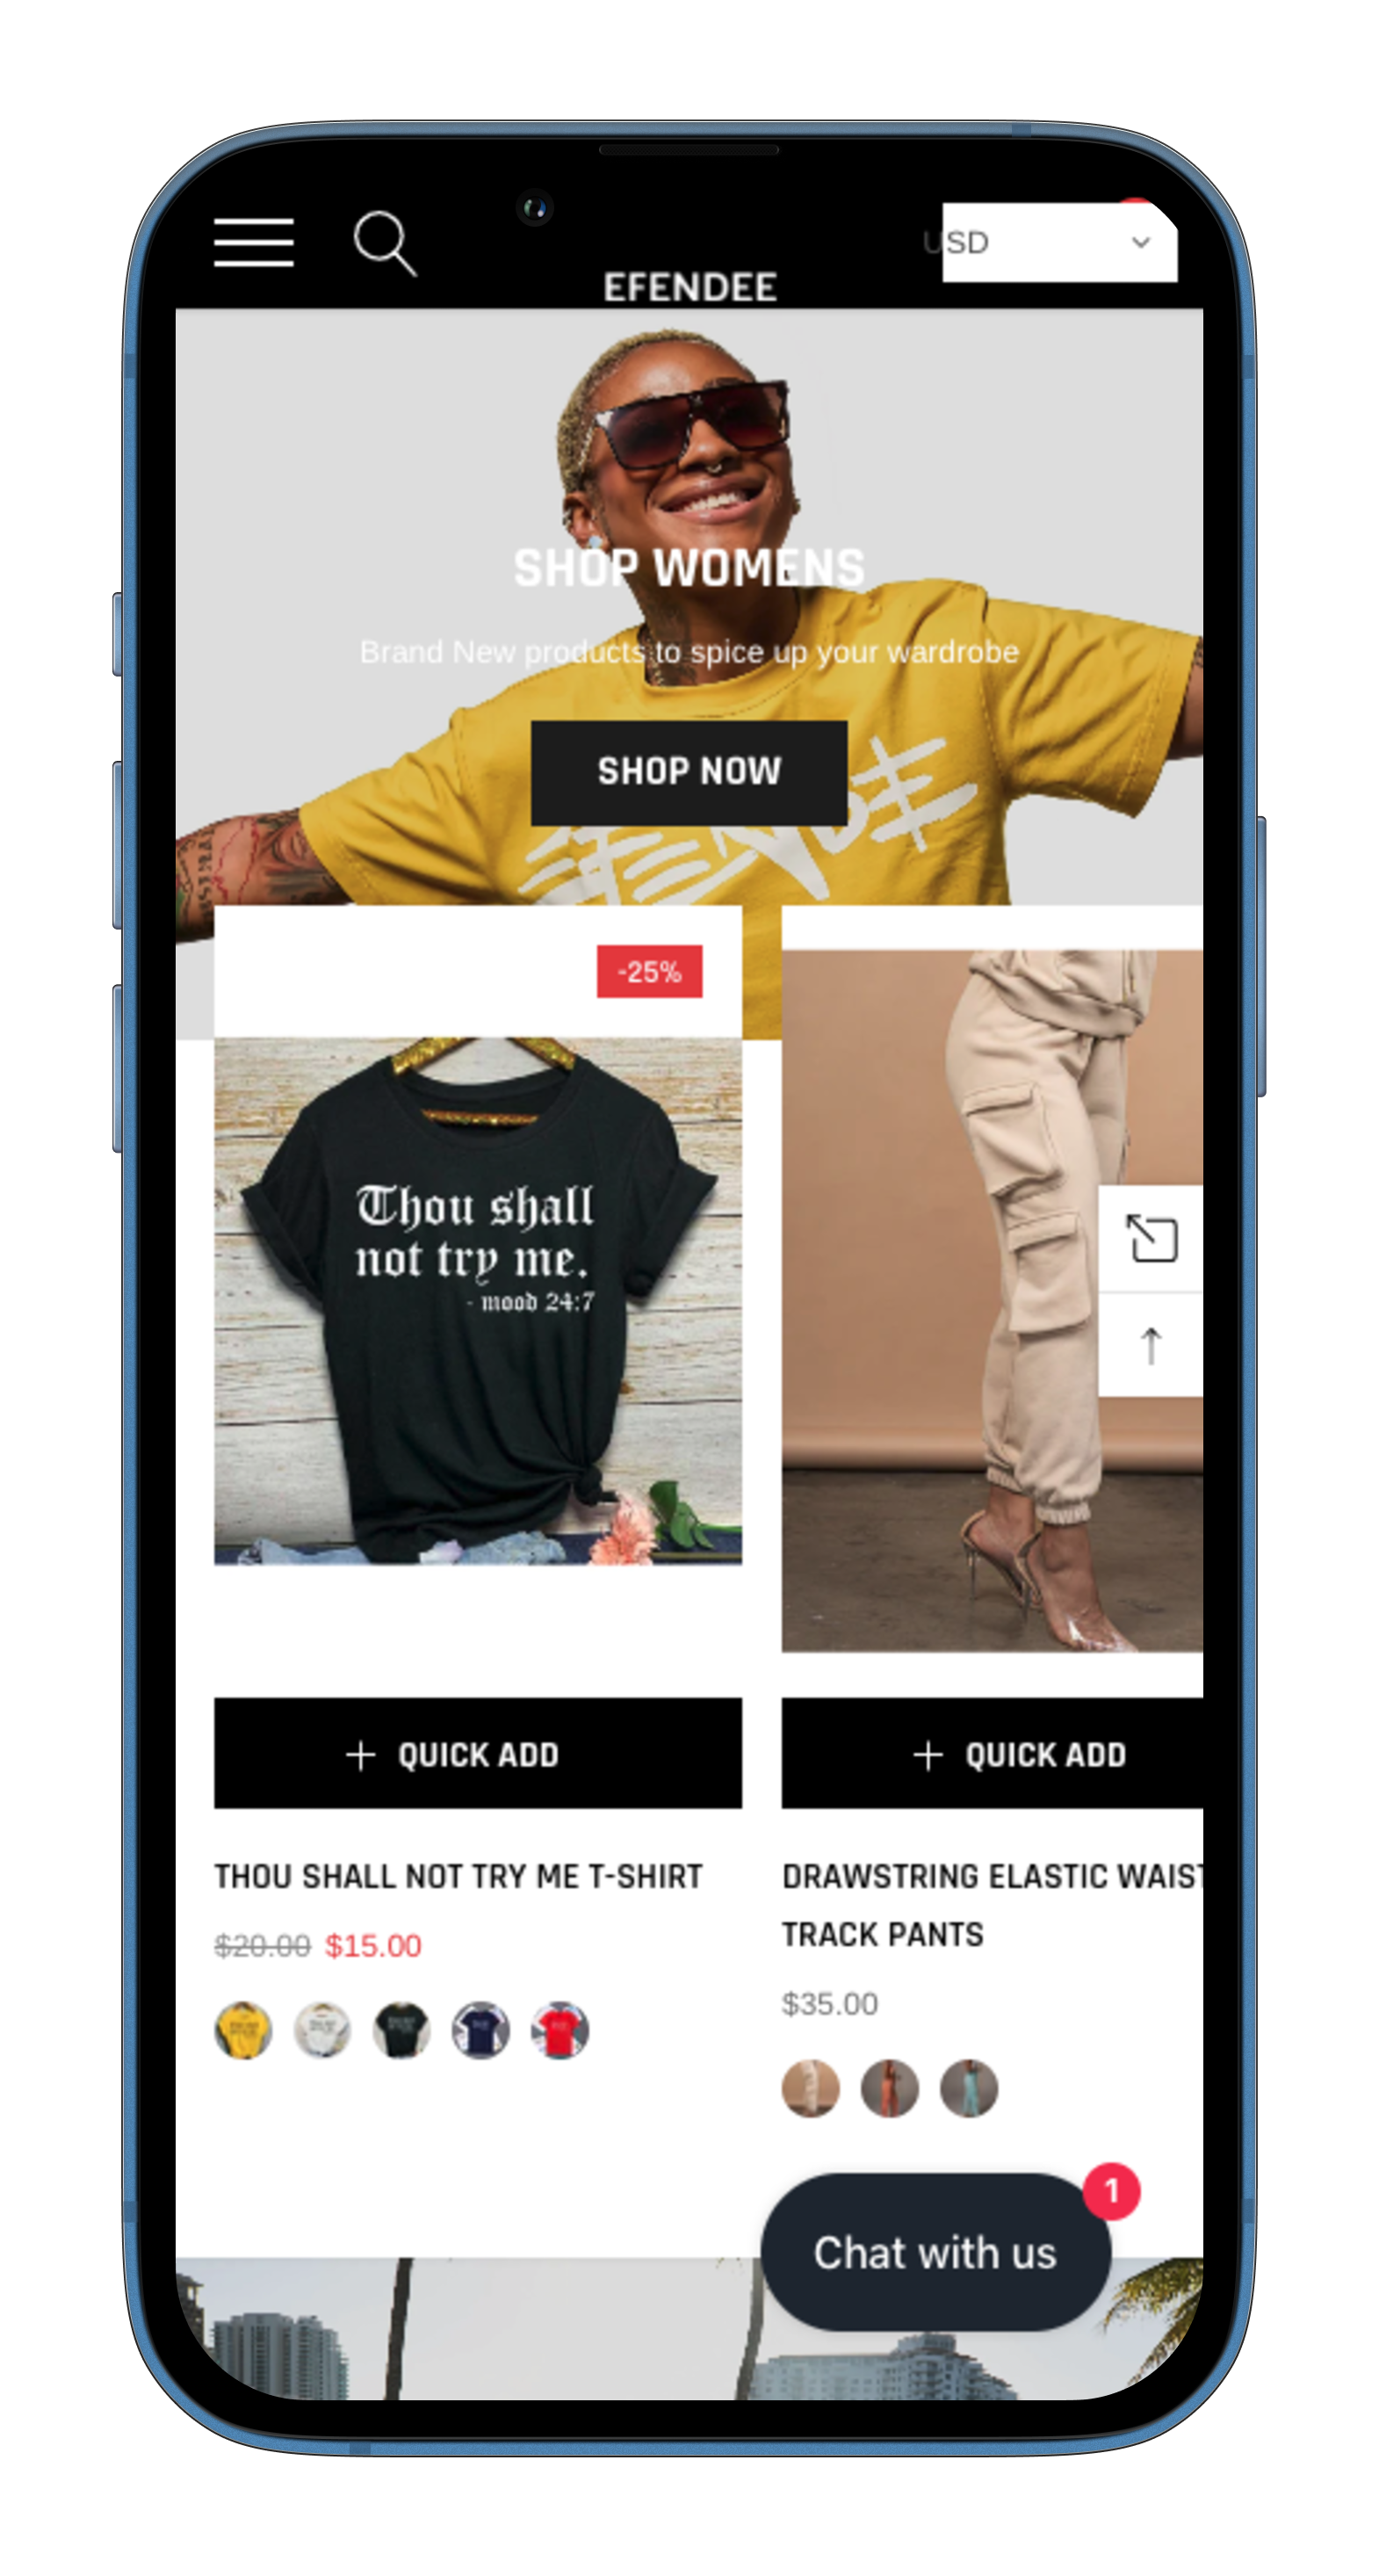 USD
EFENDEE
SHOP WOMENS
Brand New products to spice up your wardrobe
SHOP NOW
-25%
Thou shall
not try me.
- mood 24:7
+ QUICK ADD
THOU SHALL NOT TRY ME T-SHIRT
$20.00 $15.00
+ QUICK ADD
DRAWSTRING ELASTIC WAIST
TRACK PANTS
$35.00
1
Chat with us